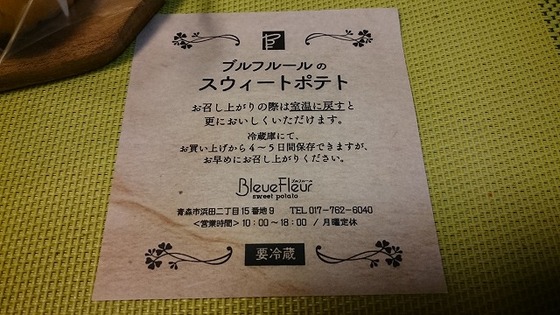 ブルフルールの
スウィートポテト
お召し上がりの際は室温に戻すと
更においしくいただけます。
冷蔵庫にて、
お買い上げから4~5日間保存できますが、
お早めにお召し上がりください。
ブルフルール
BleueFleur
sweet potato
青森市浜田二丁目15番地9 TEL 017-762-6040
<営業時間> 10:00~18:00 / 月曜定休
要冷蔵